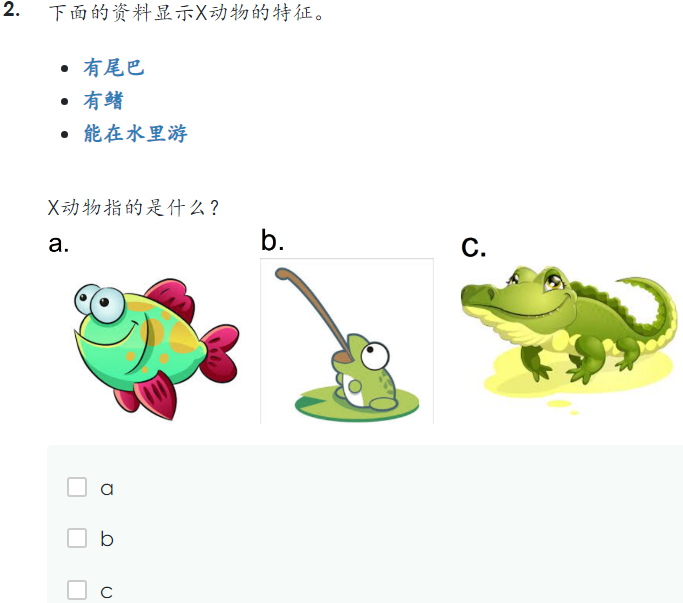 2. 下面的资料显示X动物的特征。
• 有尾巴
• 有鳍
• 能在水里游
X动物指的是什么？
a. b. c.
a
b
c